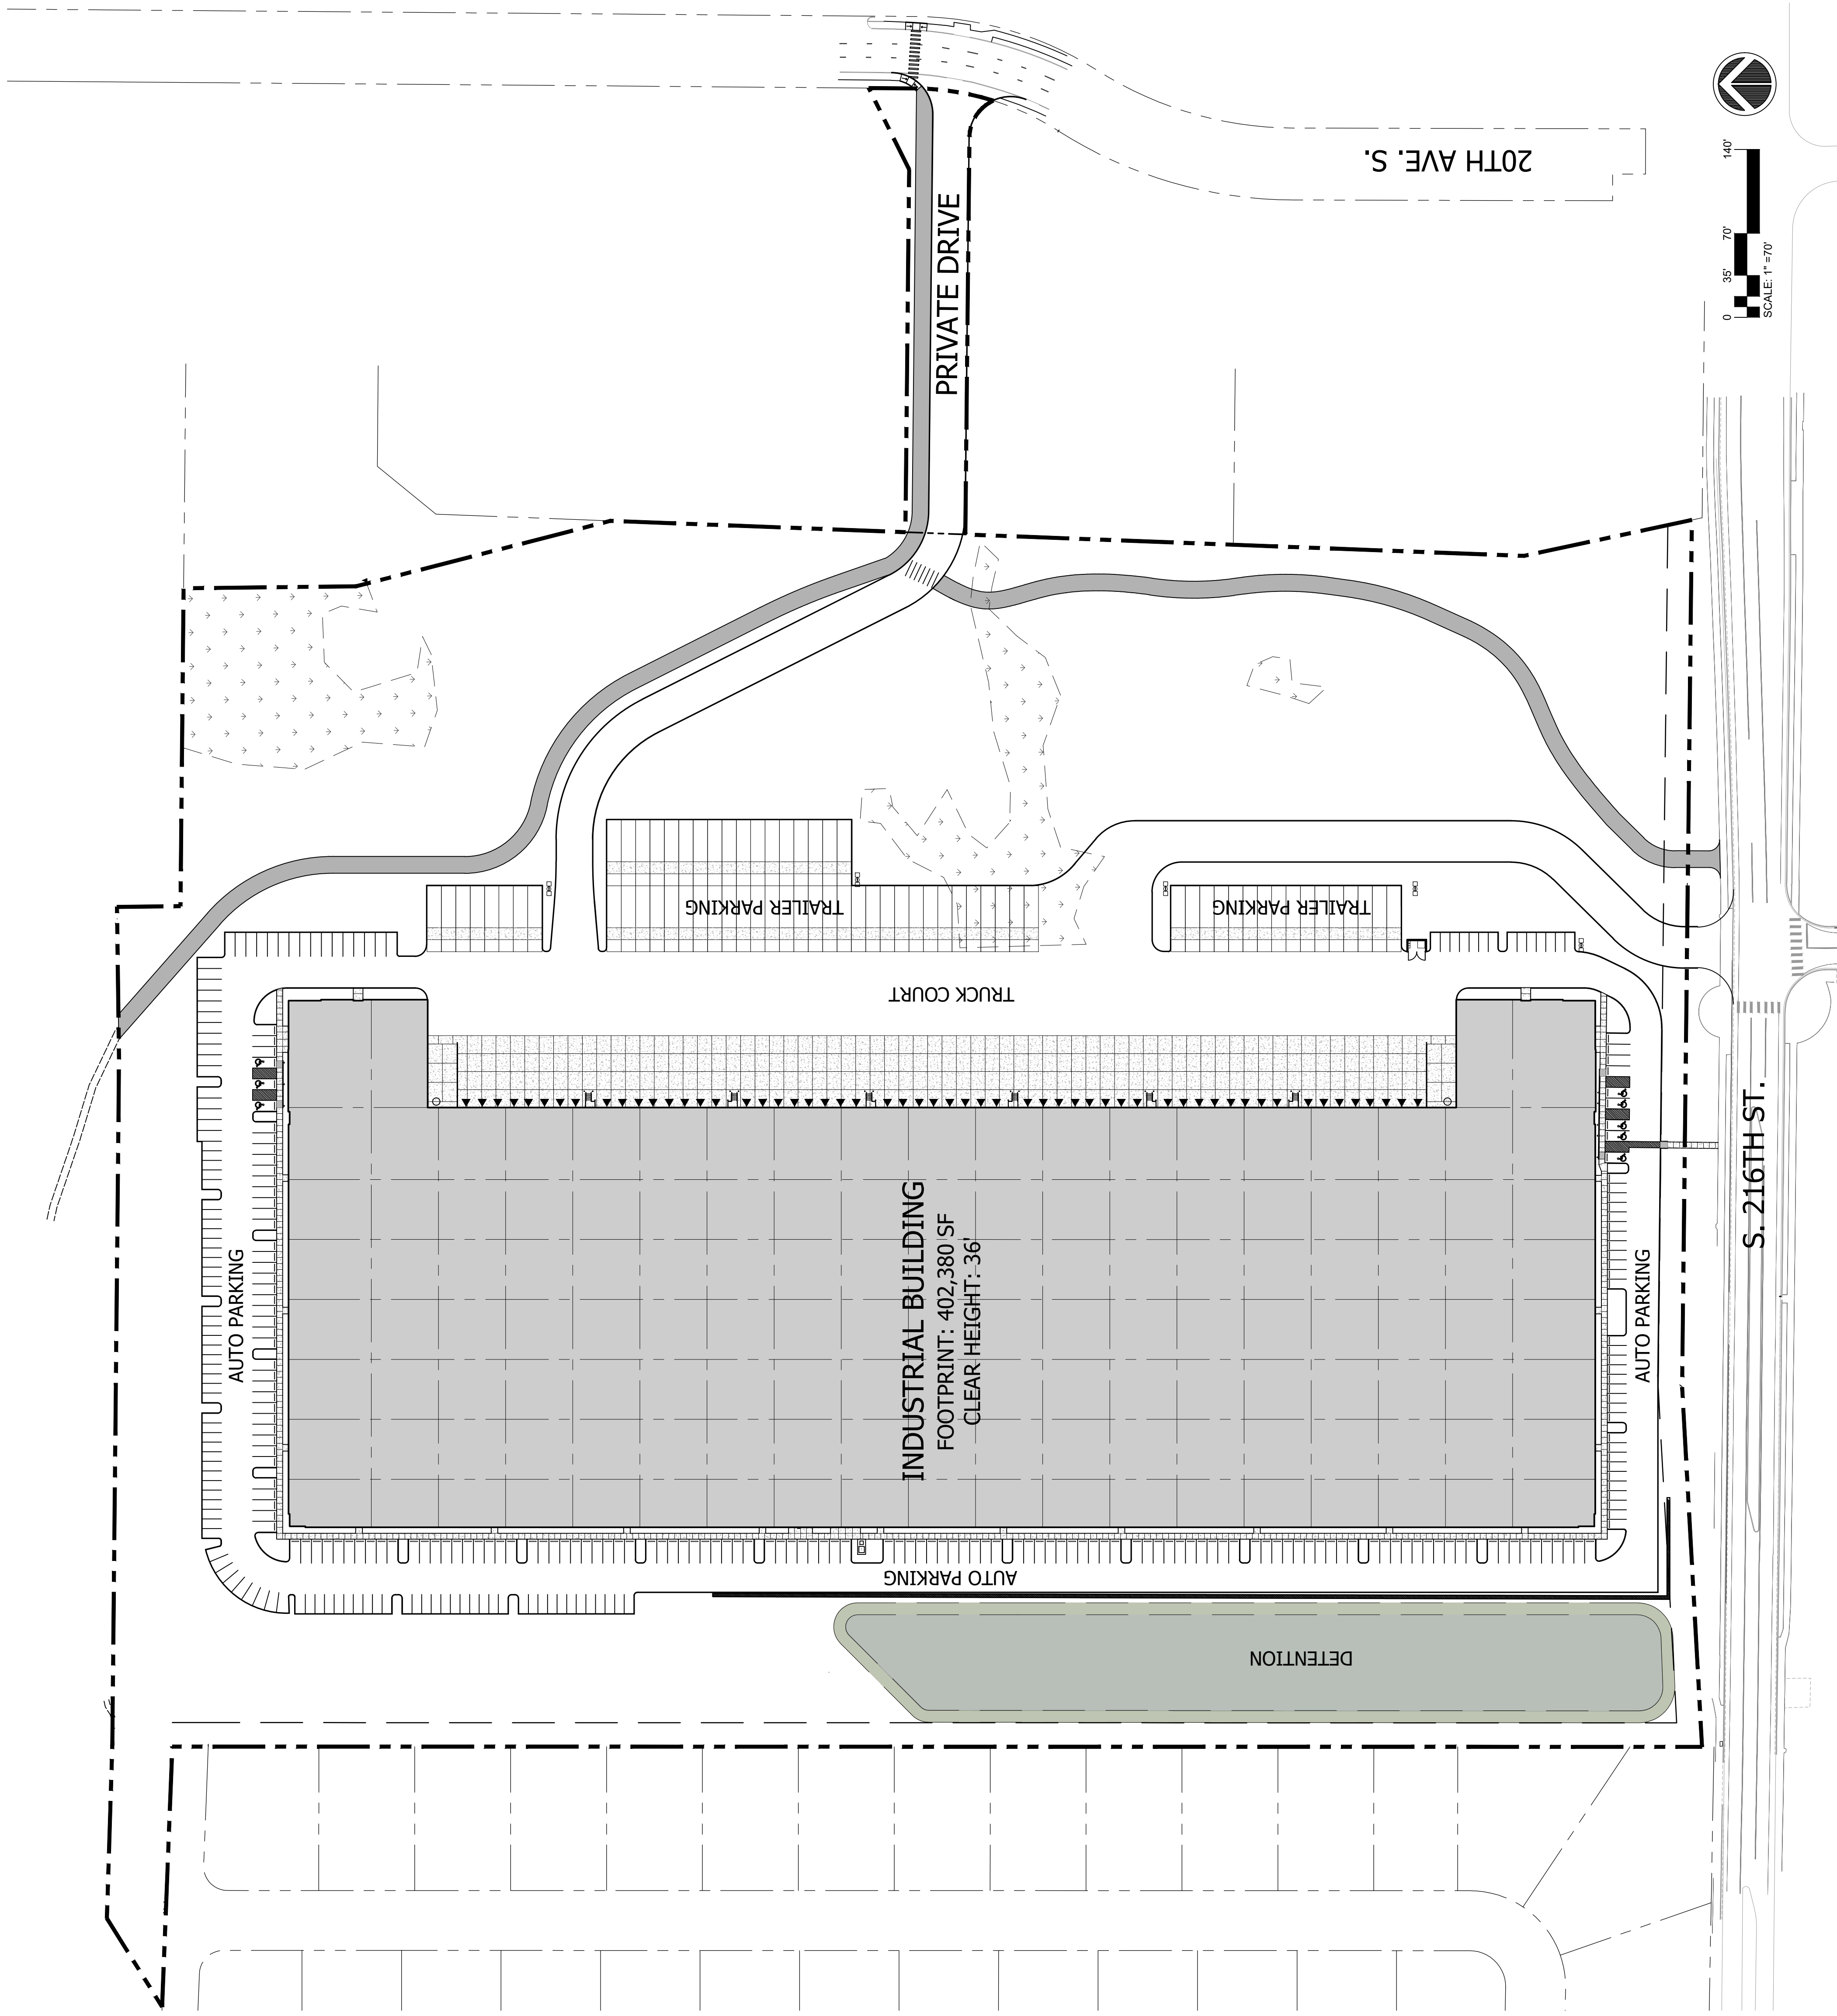 20TH AVE. S.
PRIVATE DRIVE
0 35' 70' 140'
SCALE: 1" =70'
TRAILER PARKING
TRAILER PARKING
TRUCK COURT
S. 216TH ST.
AUTO PARKING
INDUSTRIAL BUILDING
FOOTPRINT: 402,380 SF
CLEAR HEIGHT: 36'
AUTO PARKING
AUTO PARKING
DETENTION